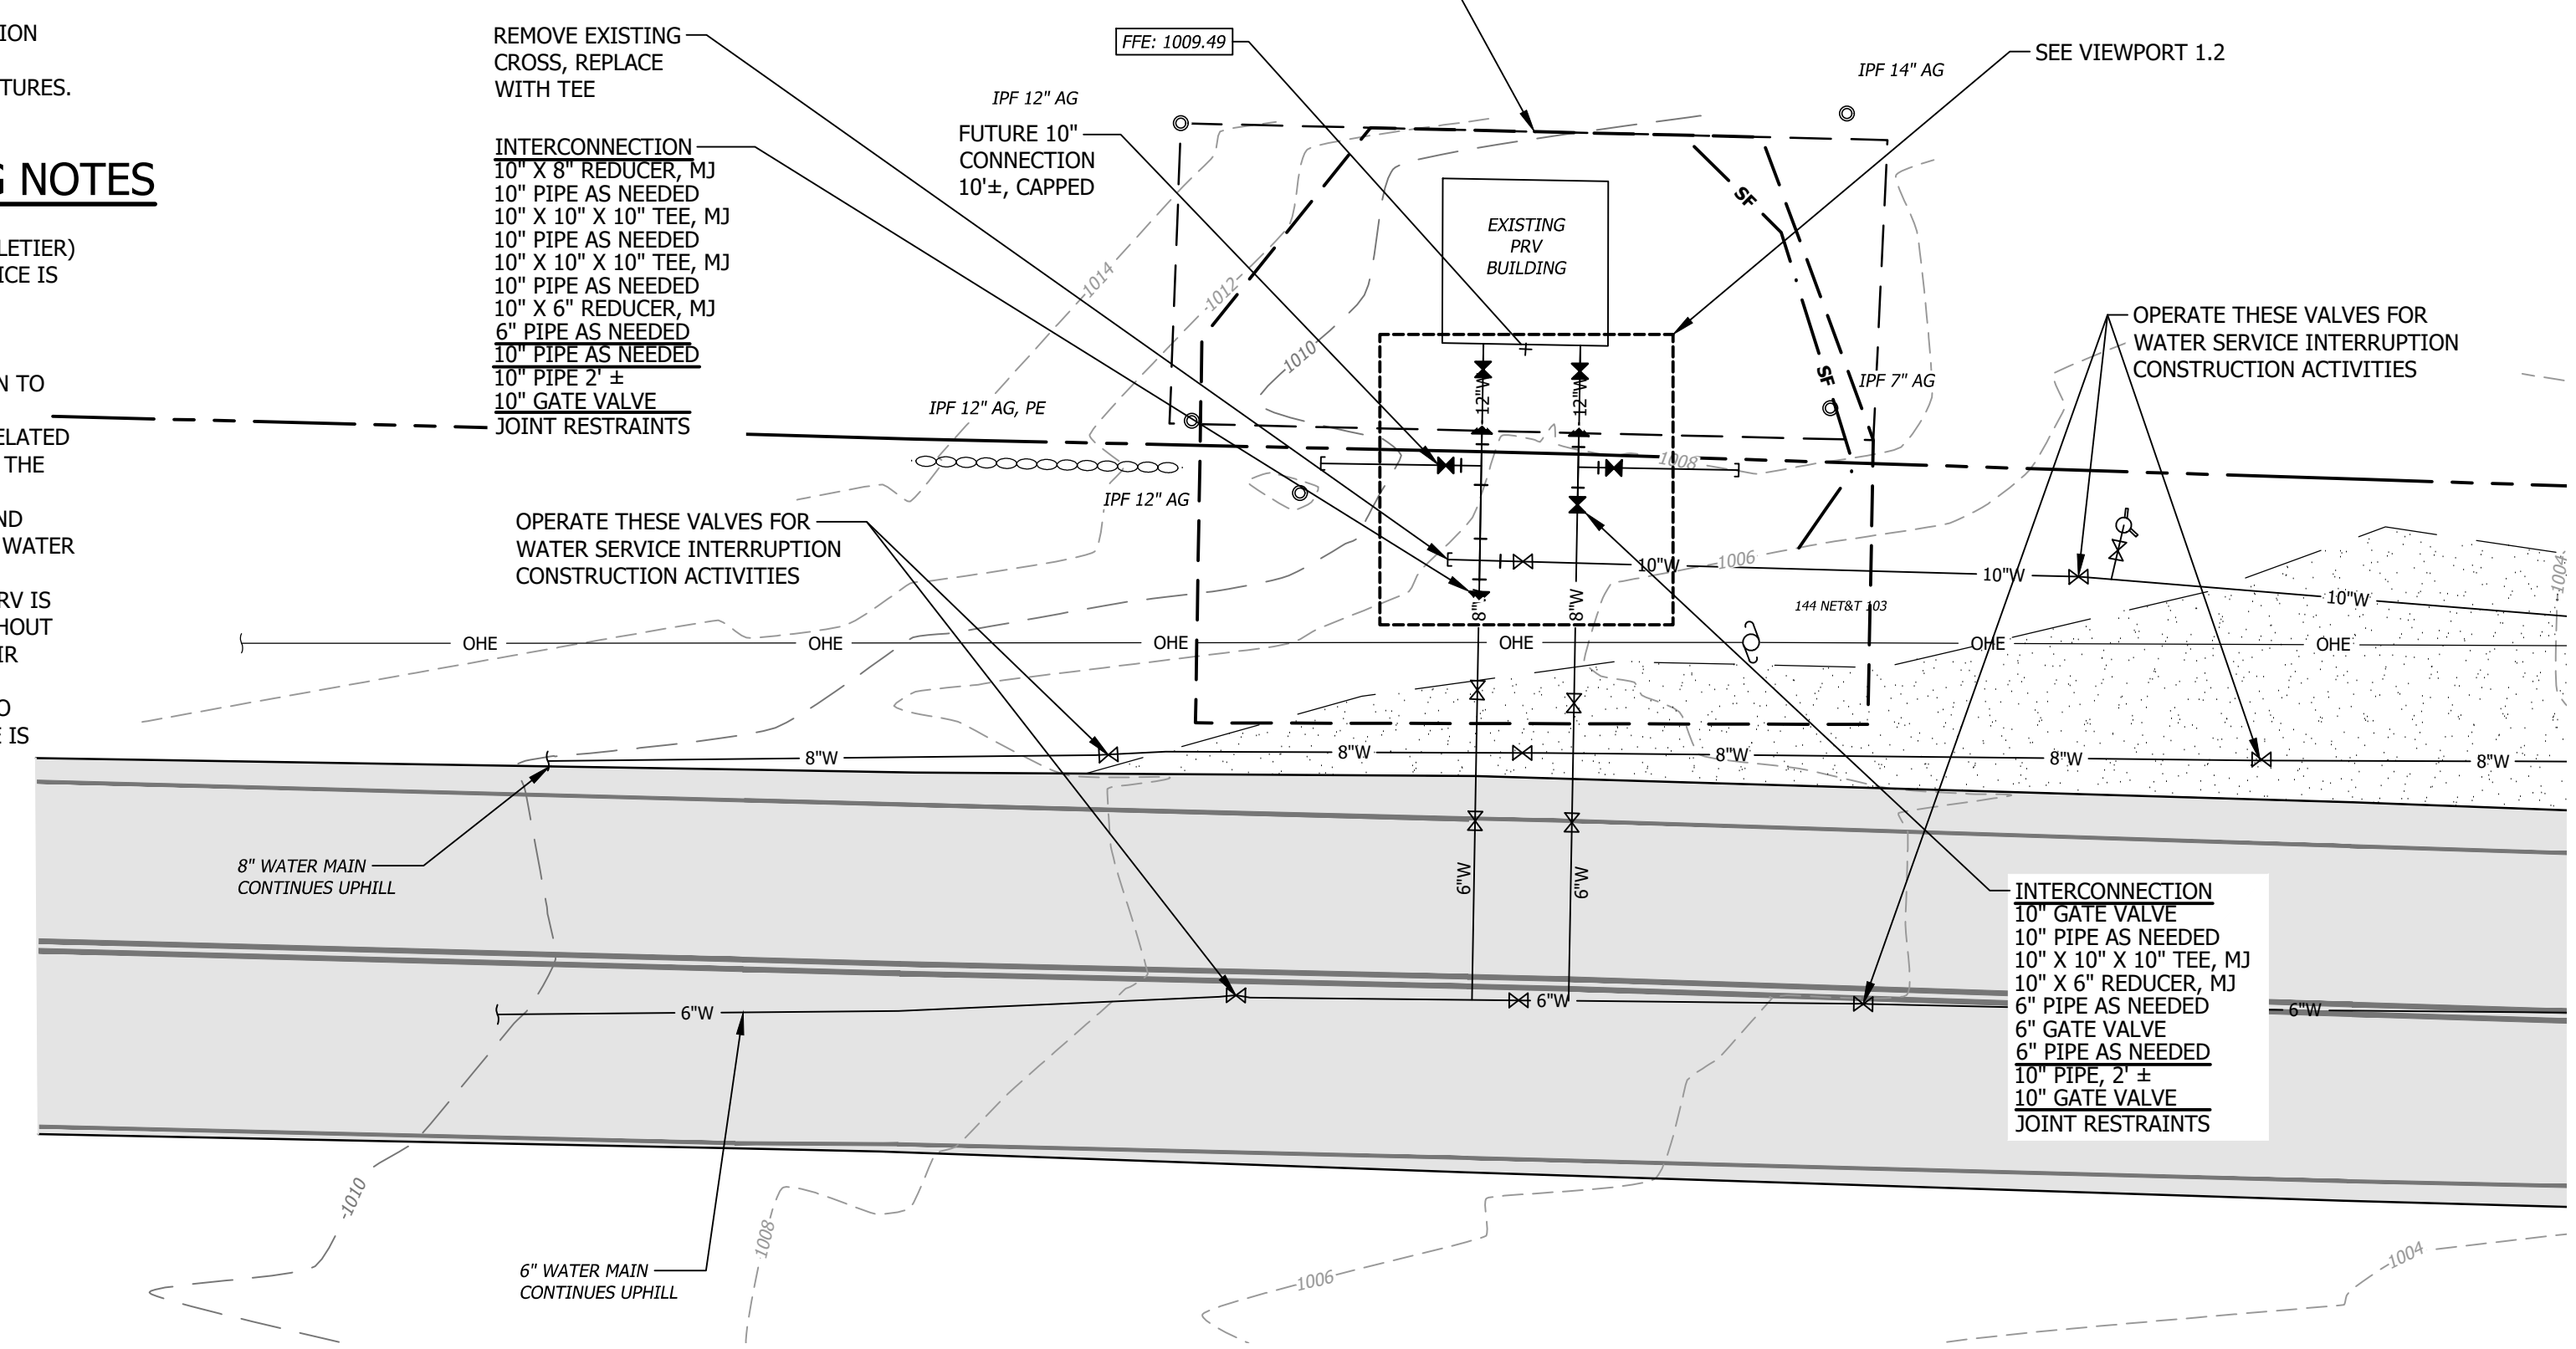 ION
TURES.
G NOTES
LETIER)
ICE IS
N TO
ELATED
THE
ND
WATER
RV IS
HOUT
IR
O
E IS
REMOVE EXISTING
CROSS, REPLACE
WITH TEE
INTERCONNECTION
10" X 8" REDUCER, MJ
10" PIPE AS NEEDED
10" X 10" X 10" TEE, MJ
10" PIPE AS NEEDED
10" X 10" X 10" TEE, MJ
10" PIPE AS NEEDED
10" X 6" REDUCER, MJ
6" PIPE AS NEEDED
10" PIPE AS NEEDED
10" PIPE 2' ±
10" GATE VALVE
JOINT RESTRAINTS
FFE: 1009.49
IPF 12" AG
FUTURE 10"
CONNECTION
10'±, CAPPED
IPF 14" AG
SEE VIEWPORT 1.2
EXISTING
PRV
BUILDING
SF
SF
1014
1012
1010
IPF 7" AG
OPERATE THESE VALVES FOR
WATER SERVICE INTERRUPTION
CONSTRUCTION ACTIVITIES
IPF 12" AG, PE
12"W
12"W
1008
IPF 12" AG
OPERATE THESE VALVES FOR
WATER SERVICE INTERRUPTION
CONSTRUCTION ACTIVITIES
10"W
1006
10"W
10"W
1004
144 NET&T 103
8"
8"W
OHE
OHE
OHE
OHE
OHE
OHE
8"W
8"W
8"W
8"W
8"W
8" WATER MAIN
CONTINUES UPHILL
6"W
6"W
INTERCONNECTION
10" GATE VALVE
10" PIPE AS NEEDED
10" X 10" X 10" TEE, MJ
10" X 6" REDUCER, MJ
6" PIPE AS NEEDED
6" GATE VALVE
6" PIPE AS NEEDED
10" PIPE, 2' ±
10" GATE VALVE
JOINT RESTRAINTS
6"W
6"W
6"W
1010
1008
6" WATER MAIN
CONTINUES UPHILL
1006
1004